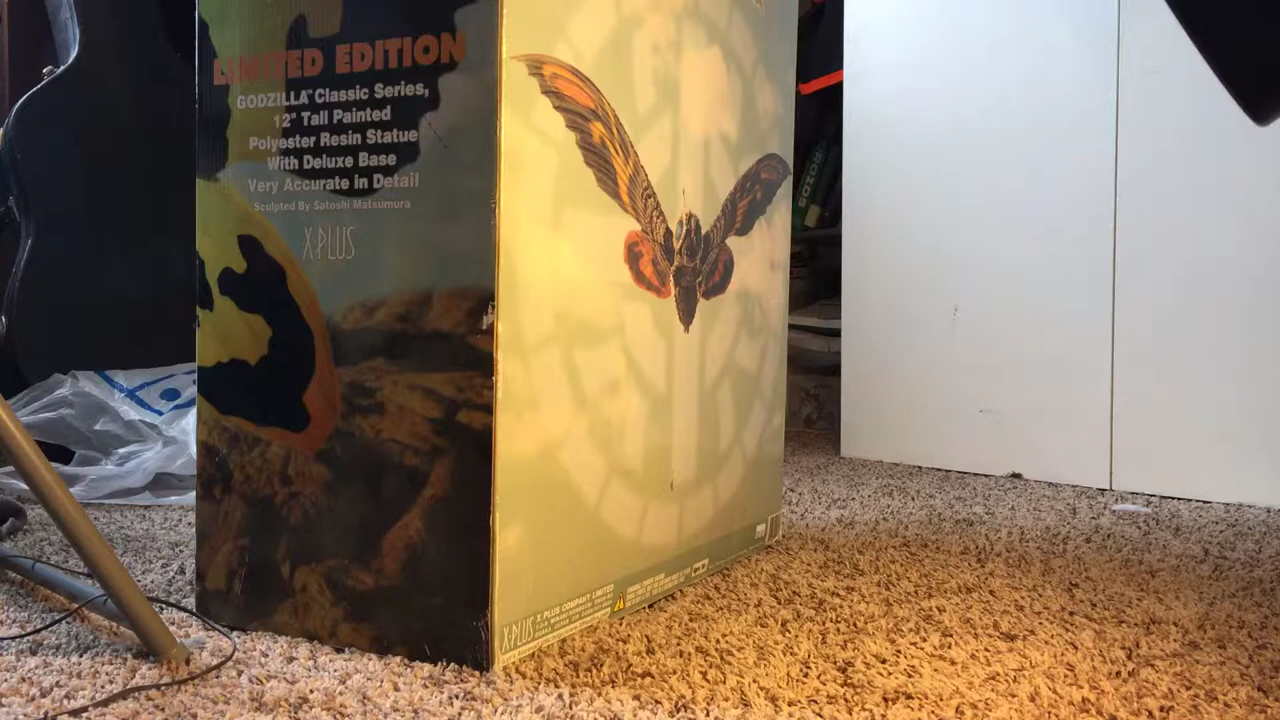 LIMITED EDITION
GODZILLA™ Classic Series,
12" Tall Painted
Polyester Resin Statue
With Deluxe Base
Very Accurate in Detail
Sculpted By Satoshi Matsumura
X-PLUS
X-PLUS
X PLUS COMPANY LIMITED